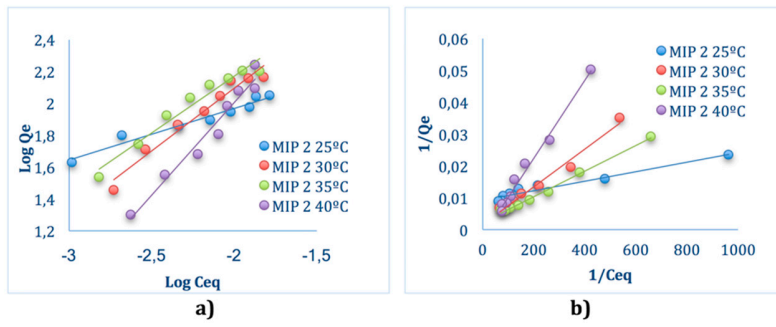 2,4
2,2
2
1,8
1,6
1,4
1,2
Log Qe
-3
-2,5
-2
-1,5
Log Ceq
MIP 2 25ºC
MIP 2 30ºC
MIP 2 35ºC
MIP 2 40ºC
a)
0,06
0,05
0,04
0,03
0,02
0,01
0
1/Qe
0
200
400
600
800
1000
1/Ceq
MIP 2 25ºC
MIP 2 30ºC
MIP 2 35ºC
MIP 2 40ºC
b)